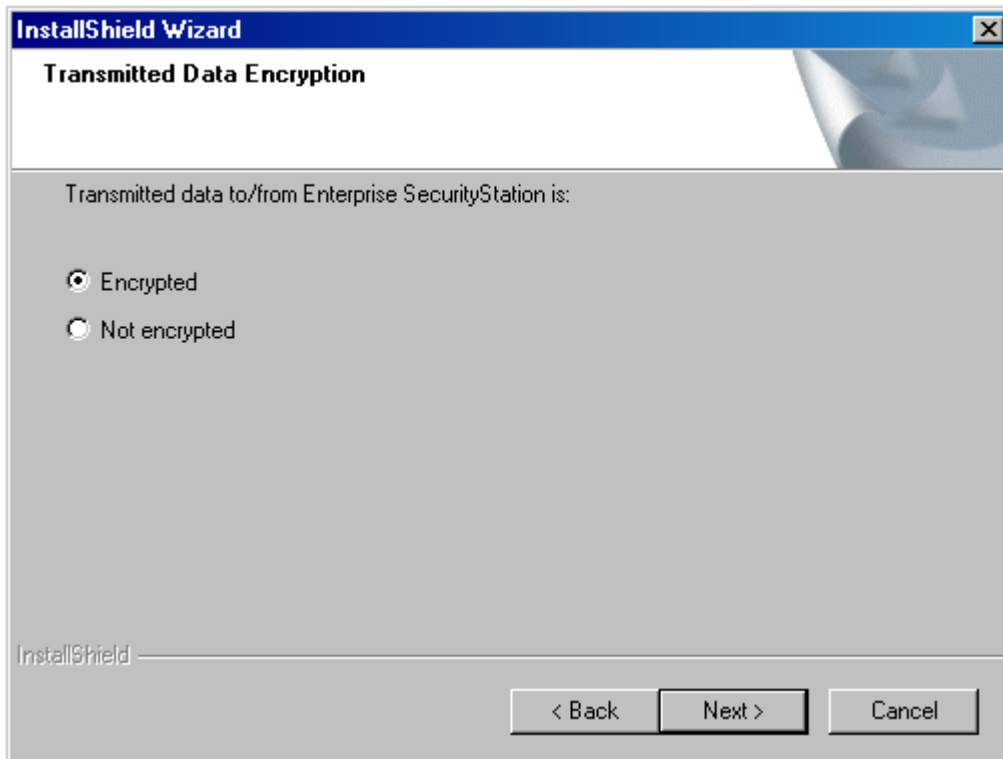 InstallShield Wizard
Transmitted Data Encryption
Transmitted data to/from Enterprise SecurityStation is:
Encrypted
Not encrypted
InstallShield
< Back Next > Cancel